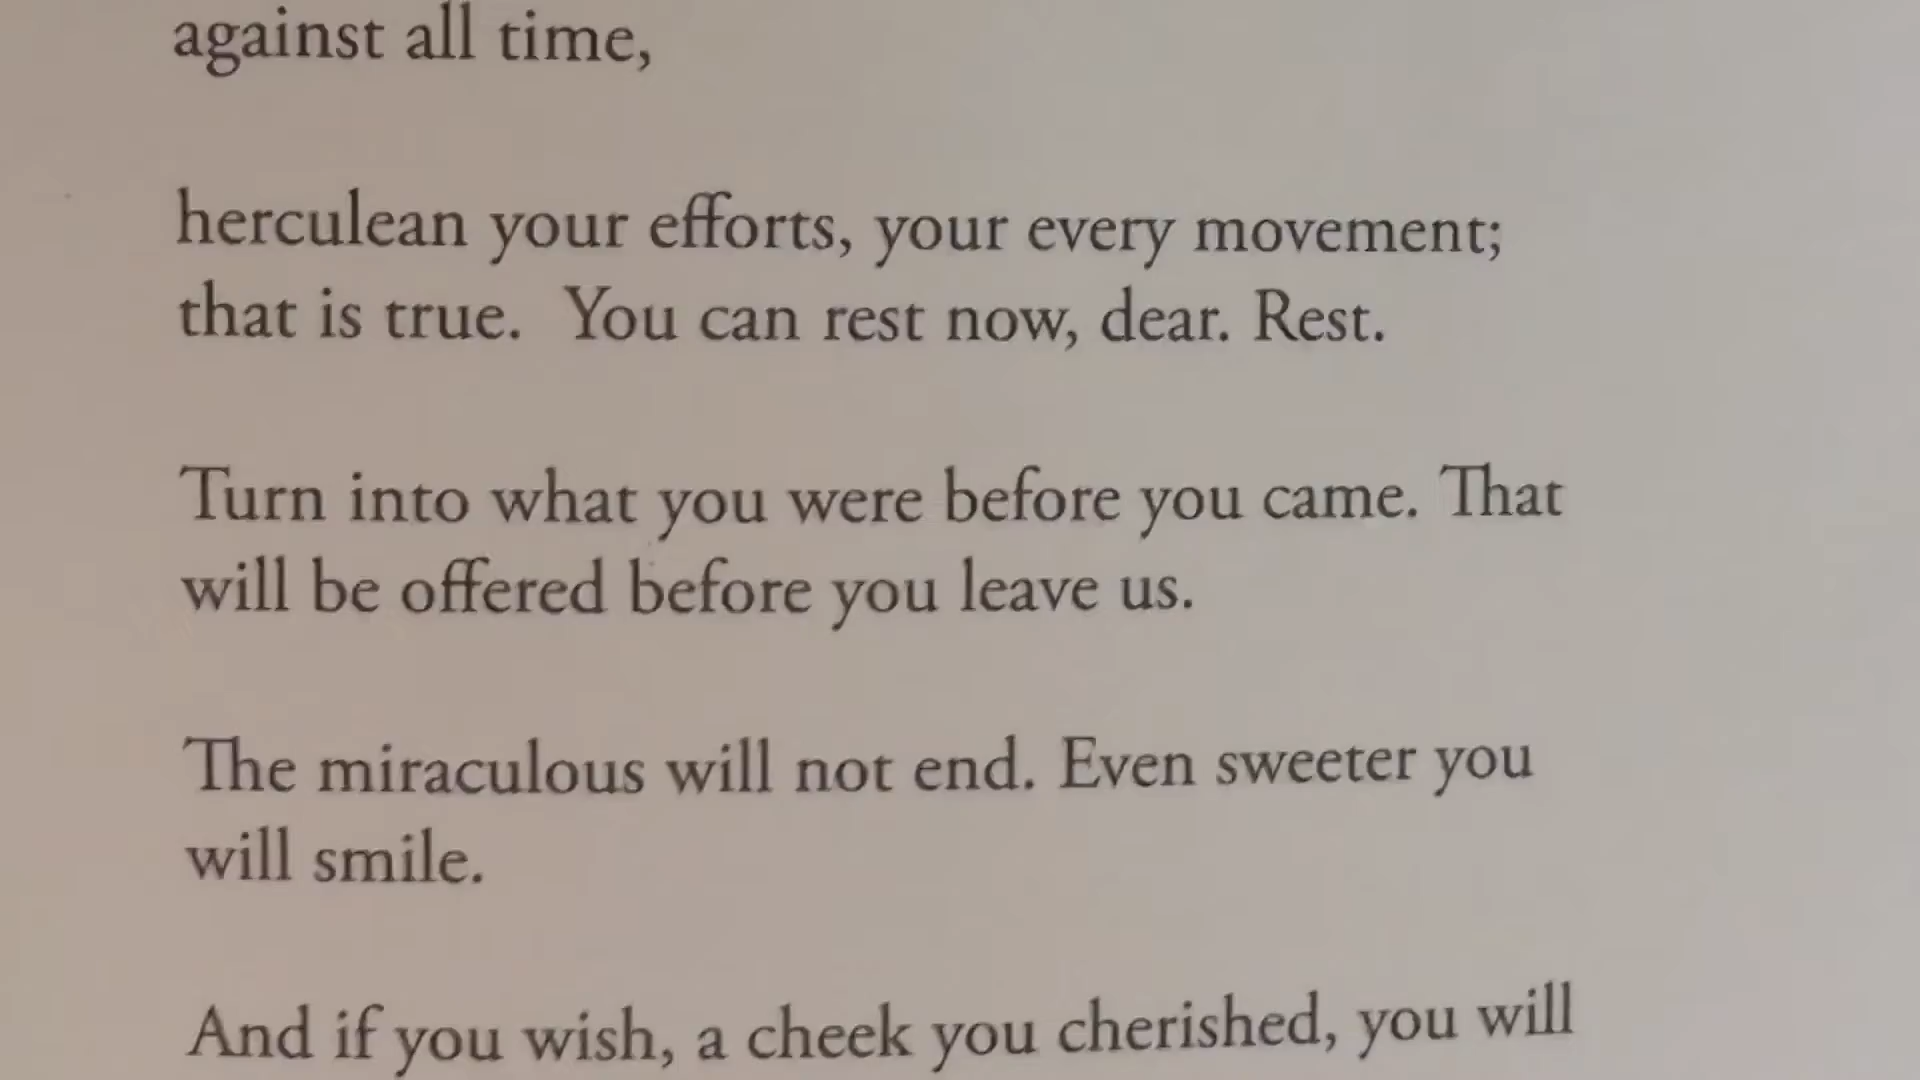 against all time,
herculean your efforts, your every movement;
that is true. You can rest now, dear. Rest.
Turn into what you were before you came. That
will be offered before you leave us.
The miraculous will not end. Even sweeter you
will smile.
And if you wish, a cheek you cherished, you will